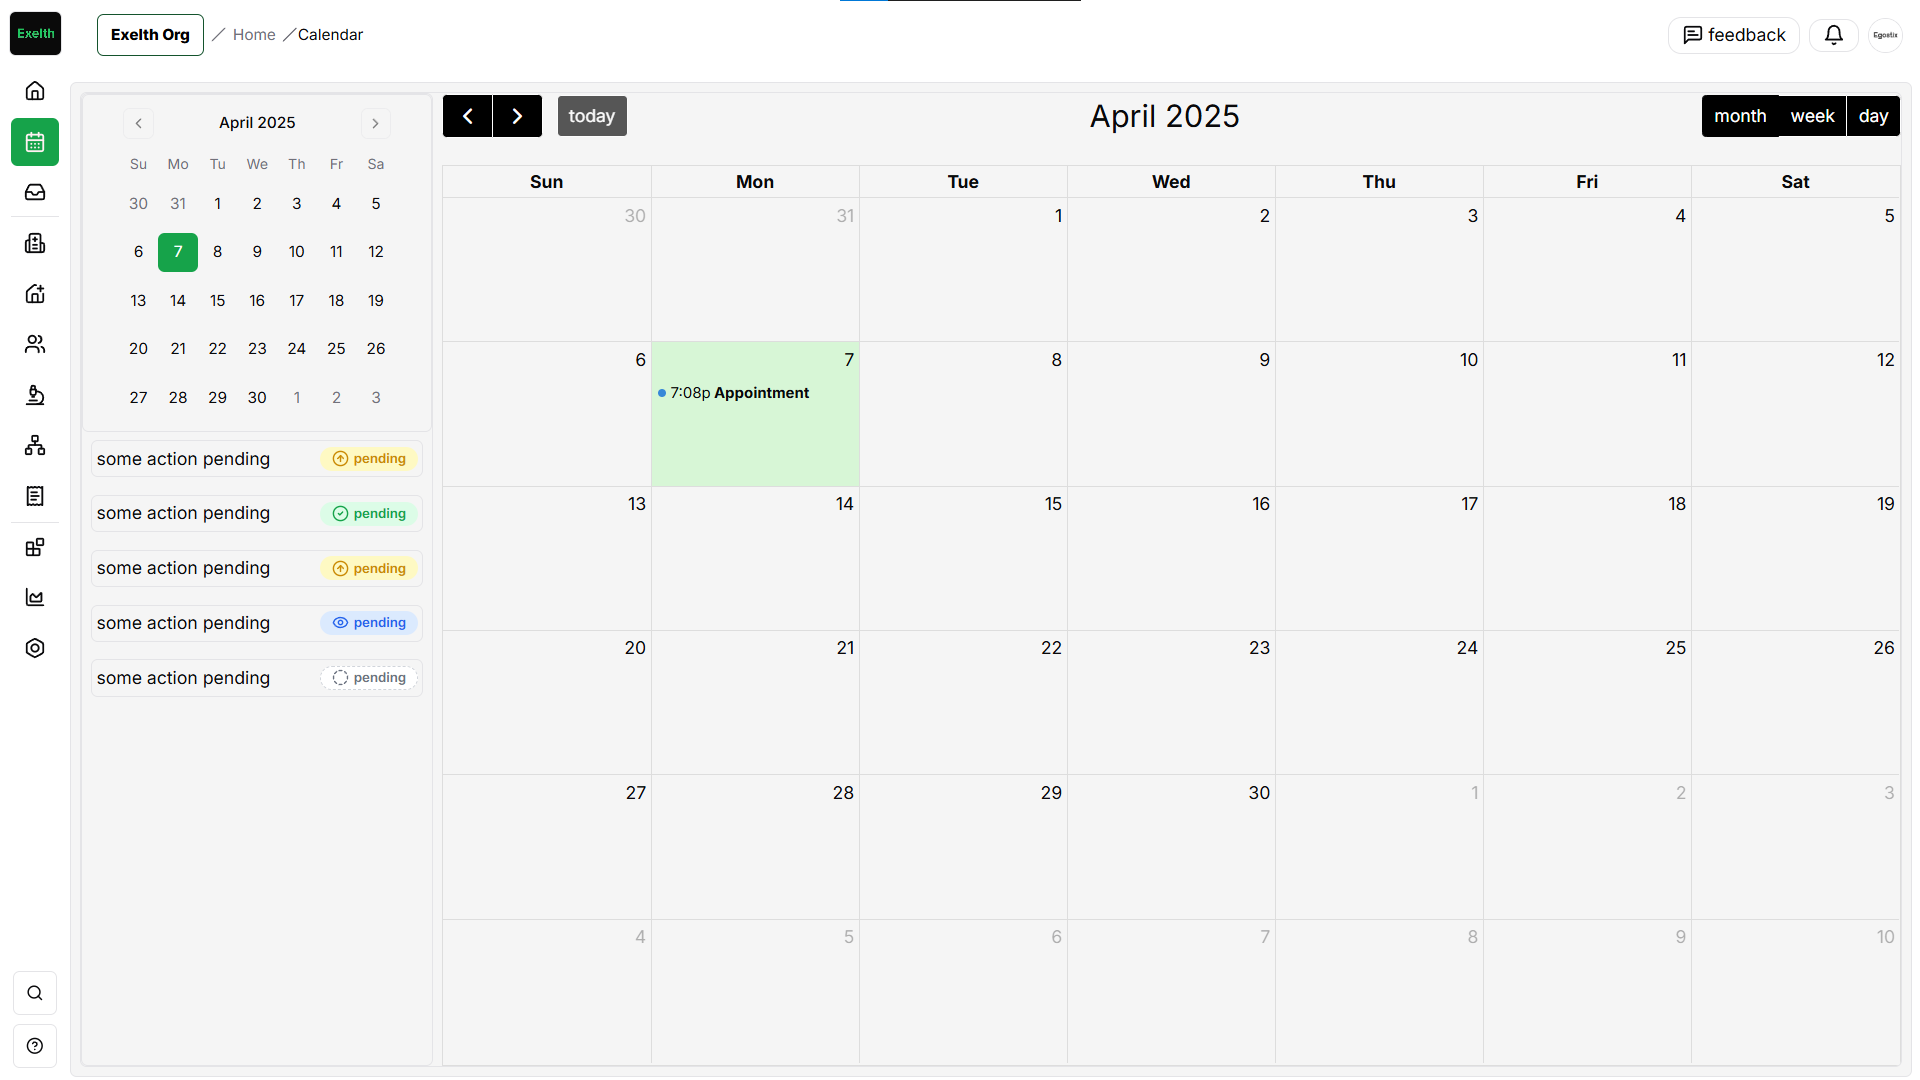 Exelth
Exelth Org / Home / Calendar
feedback
Egostix
April 2025
Su Mo Tu We Th Fr Sa
30 31 1 2 3 4 5
6 7 8 9 10 11 12
13 14 15 16 17 18 19
20 21 22 23 24 25 26
27 28 29 30 1 2 3
some action pending pending
some action pending pending
some action pending pending
some action pending pending
some action pending pending
today
April 2025
month week day
Sun Mon Tue Wed Thu Fri Sat
30 31 1 2 3 4 5
6 7 8 9 10 11 12
7:08p Appointment
13 14 15 16 17 18 19
20 21 22 23 24 25 26
27 28 29 30 1 2 3
4 5 6 7 8 9 10